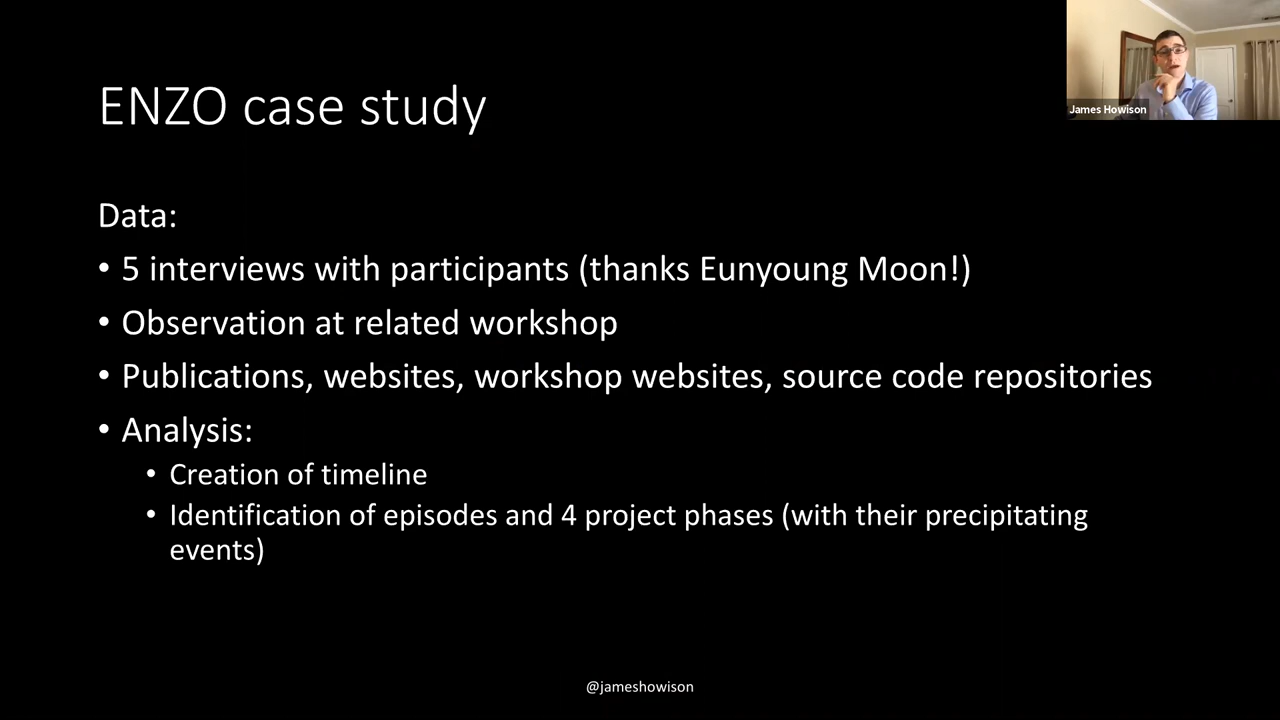 ENZO case study
James Howison
Data:
• 5 interviews with participants (thanks Eunyoung Moon!)
• Observation at related workshop
• Publications, websites, workshop websites, source code repositories
• Analysis:
• Creation of timeline
• Identification of episodes and 4 project phases (with their precipitating
events)
@jameshowison